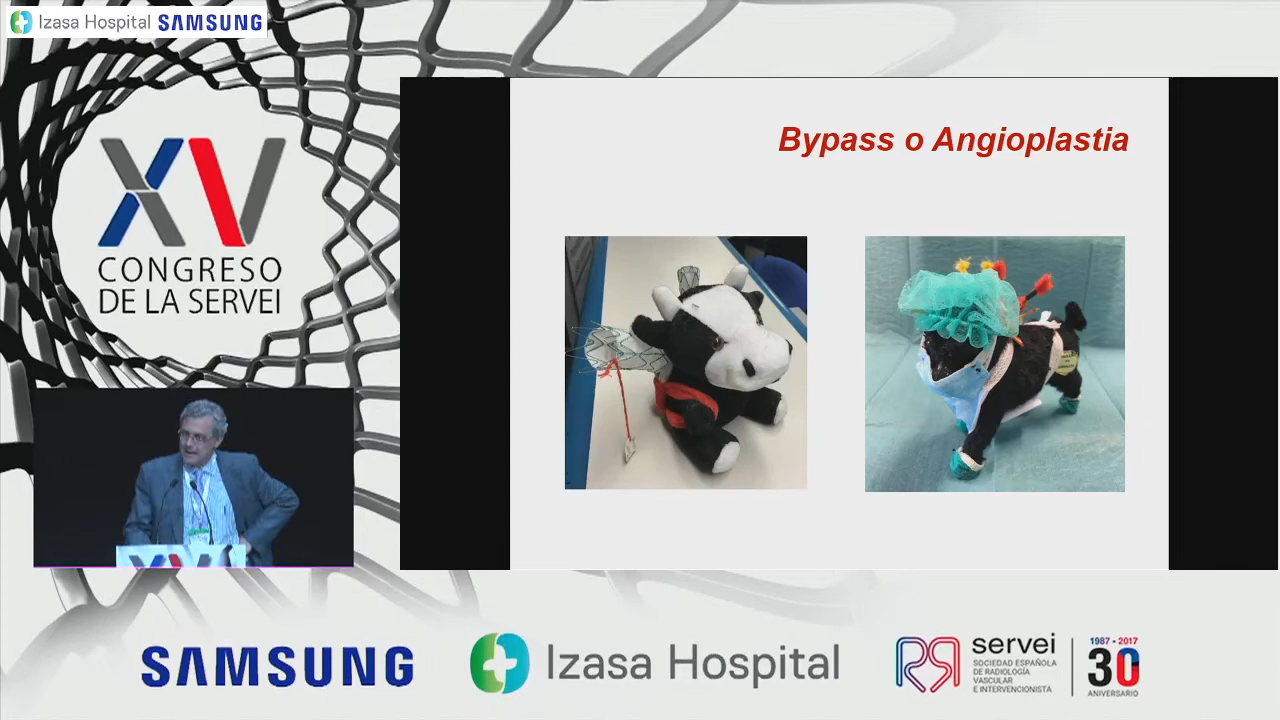 Izasa Hospital SAMSUNG
XV
CONGRESO
DE LA SERVEI
Bypass o Angioplastia
SAMSUNG
Izasa Hospital
servei
SOCIEDAD ESPAÑOLA
DE RADIOLOGÍA
VASCULAR
E INTERVENCIONISTA
1987 • 2017
30
ANIVERSARIO